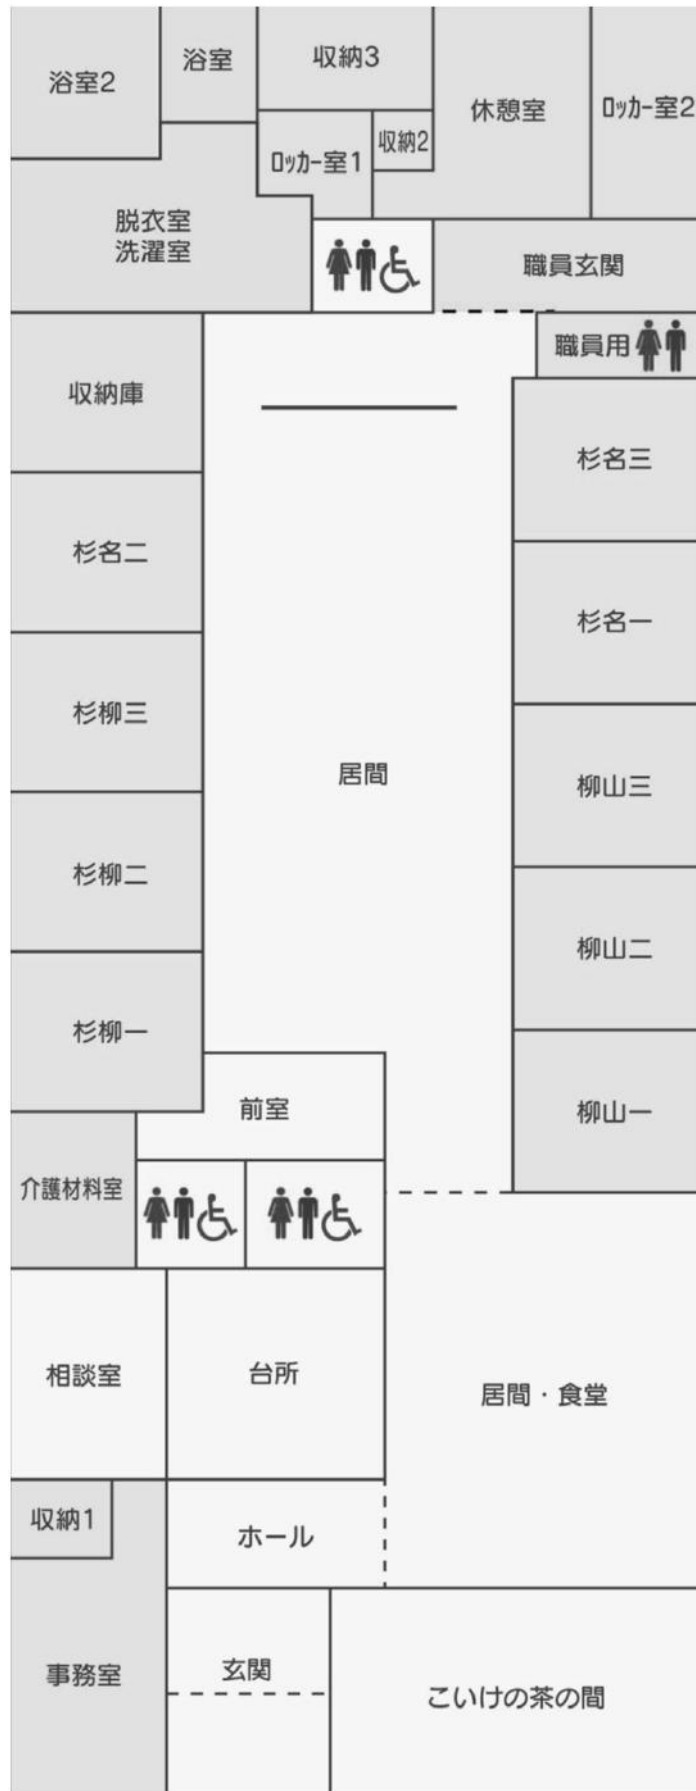 浴室2
浴室
収納3
休憩室
ロッカー室2
ロッカー室1
収納2
脱衣室
洗濯室
職員玄関
職員用
収納庫
杉名三
杉名二
杉名一
杉柳三
居間
柳山三
杉柳二
柳山二
杉柳一
前室
柳山一
介護材料室
相談室
台所
居間・食堂
収納1
ホール
事務室
玄関
こいけの茶の間